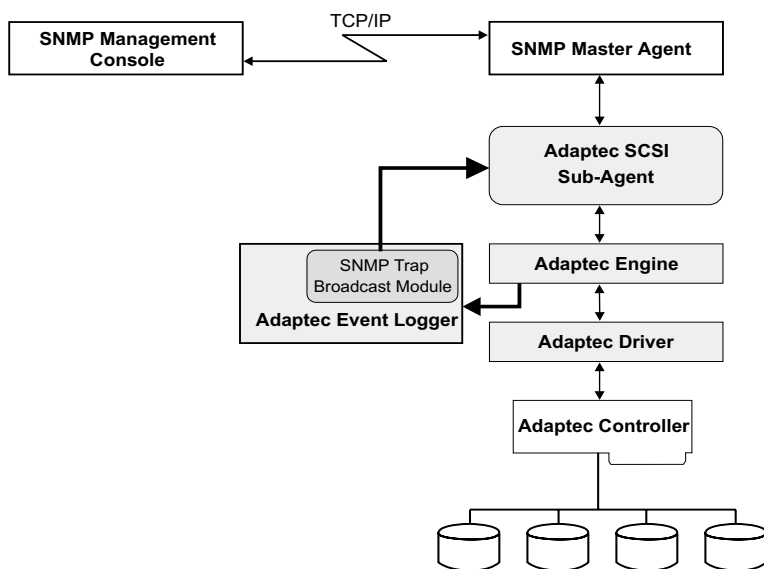 TCP/IP
SNMP Management
Console
SNMP Master Agent
Adaptec SCSI
Sub-Agent
SNMP Trap
Broadcast Module
Adaptec Event Logger
Adaptec Engine
Adaptec Driver
Adaptec Controller